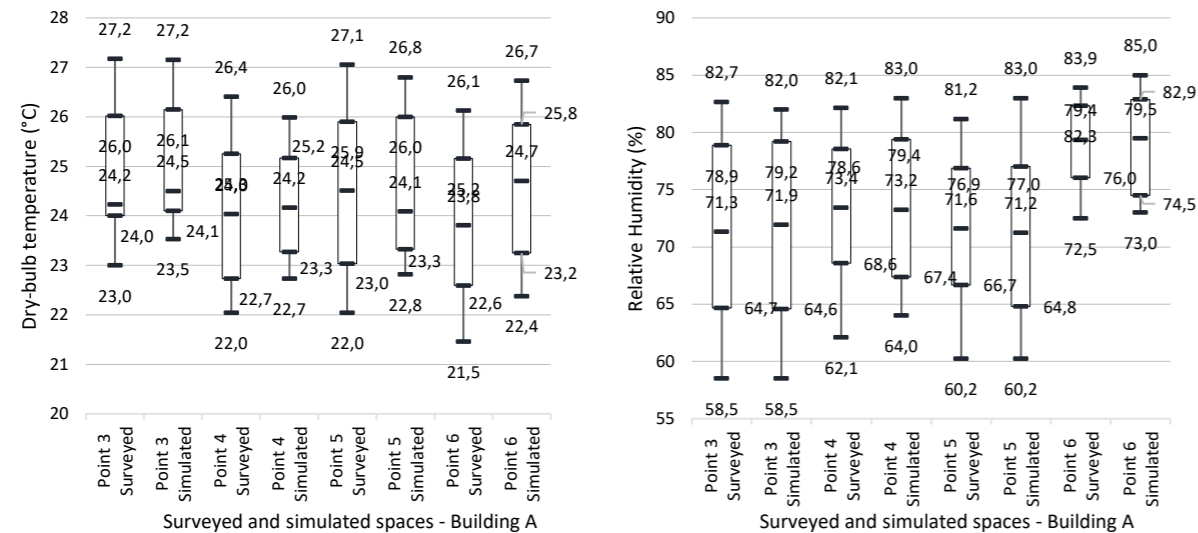 28
27
26
25
24
23
22
21
20
Dry-bulb temperature (°C)
27,2
26,0
24,2
24,0
23,0
27,2
26,1
24,5
24,1
23,5
26,4
22,7
22,0
26,0
25,2
24,2
23,3
22,7
27,1
25,9
24,5
23,0
22,0
26,8
26,0
24,1
23,3
22,8
26,1
25,2
23,8
22,6
21,5
26,7
25,8
24,7
23,2
22,4
Point 3
Surveyed
Point 3
Simulated
Point 4
Surveyed
Point 4
Simulated
Point 5
Surveyed
Point 5
Simulated
Point 6
Surveyed
Point 6
Simulated
Surveyed and simulated spaces - Building A
90
85
80
75
70
65
60
55
Relative Humidity (%)
82,7
78,9
71,3
64,7
58,5
82,0
79,2
71,9
64,6
58,5
82,1
78,6
73,4
68,6
62,1
83,0
79,4
73,2
67,4
64,0
81,2
76,9
71,6
66,7
60,2
83,0
77,0
71,2
64,8
60,2
83,9
79,4
82,3
76,0
72,5
85,0
82,9
79,5
74,5
73,0
Point 3
Surveyed
Point 3
Simulated
Point 4
Surveyed
Point 4
Simulated
Point 5
Surveyed
Point 5
Simulated
Point 6
Surveyed
Point 6
Simulated
Surveyed and simulated spaces - Building A